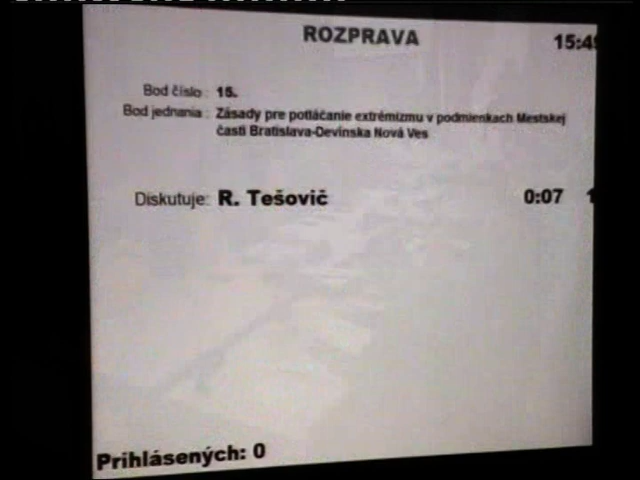 ROZPRAVA
Bod číslo : 16.
Bod jednania : Zásady pre potláčanie extrémizmu v podmienkach Mestskej
časti Bratislava-Devínska Nová Ves
Diskutuje: R. Tešovič 0:07
Prihlásených: 0